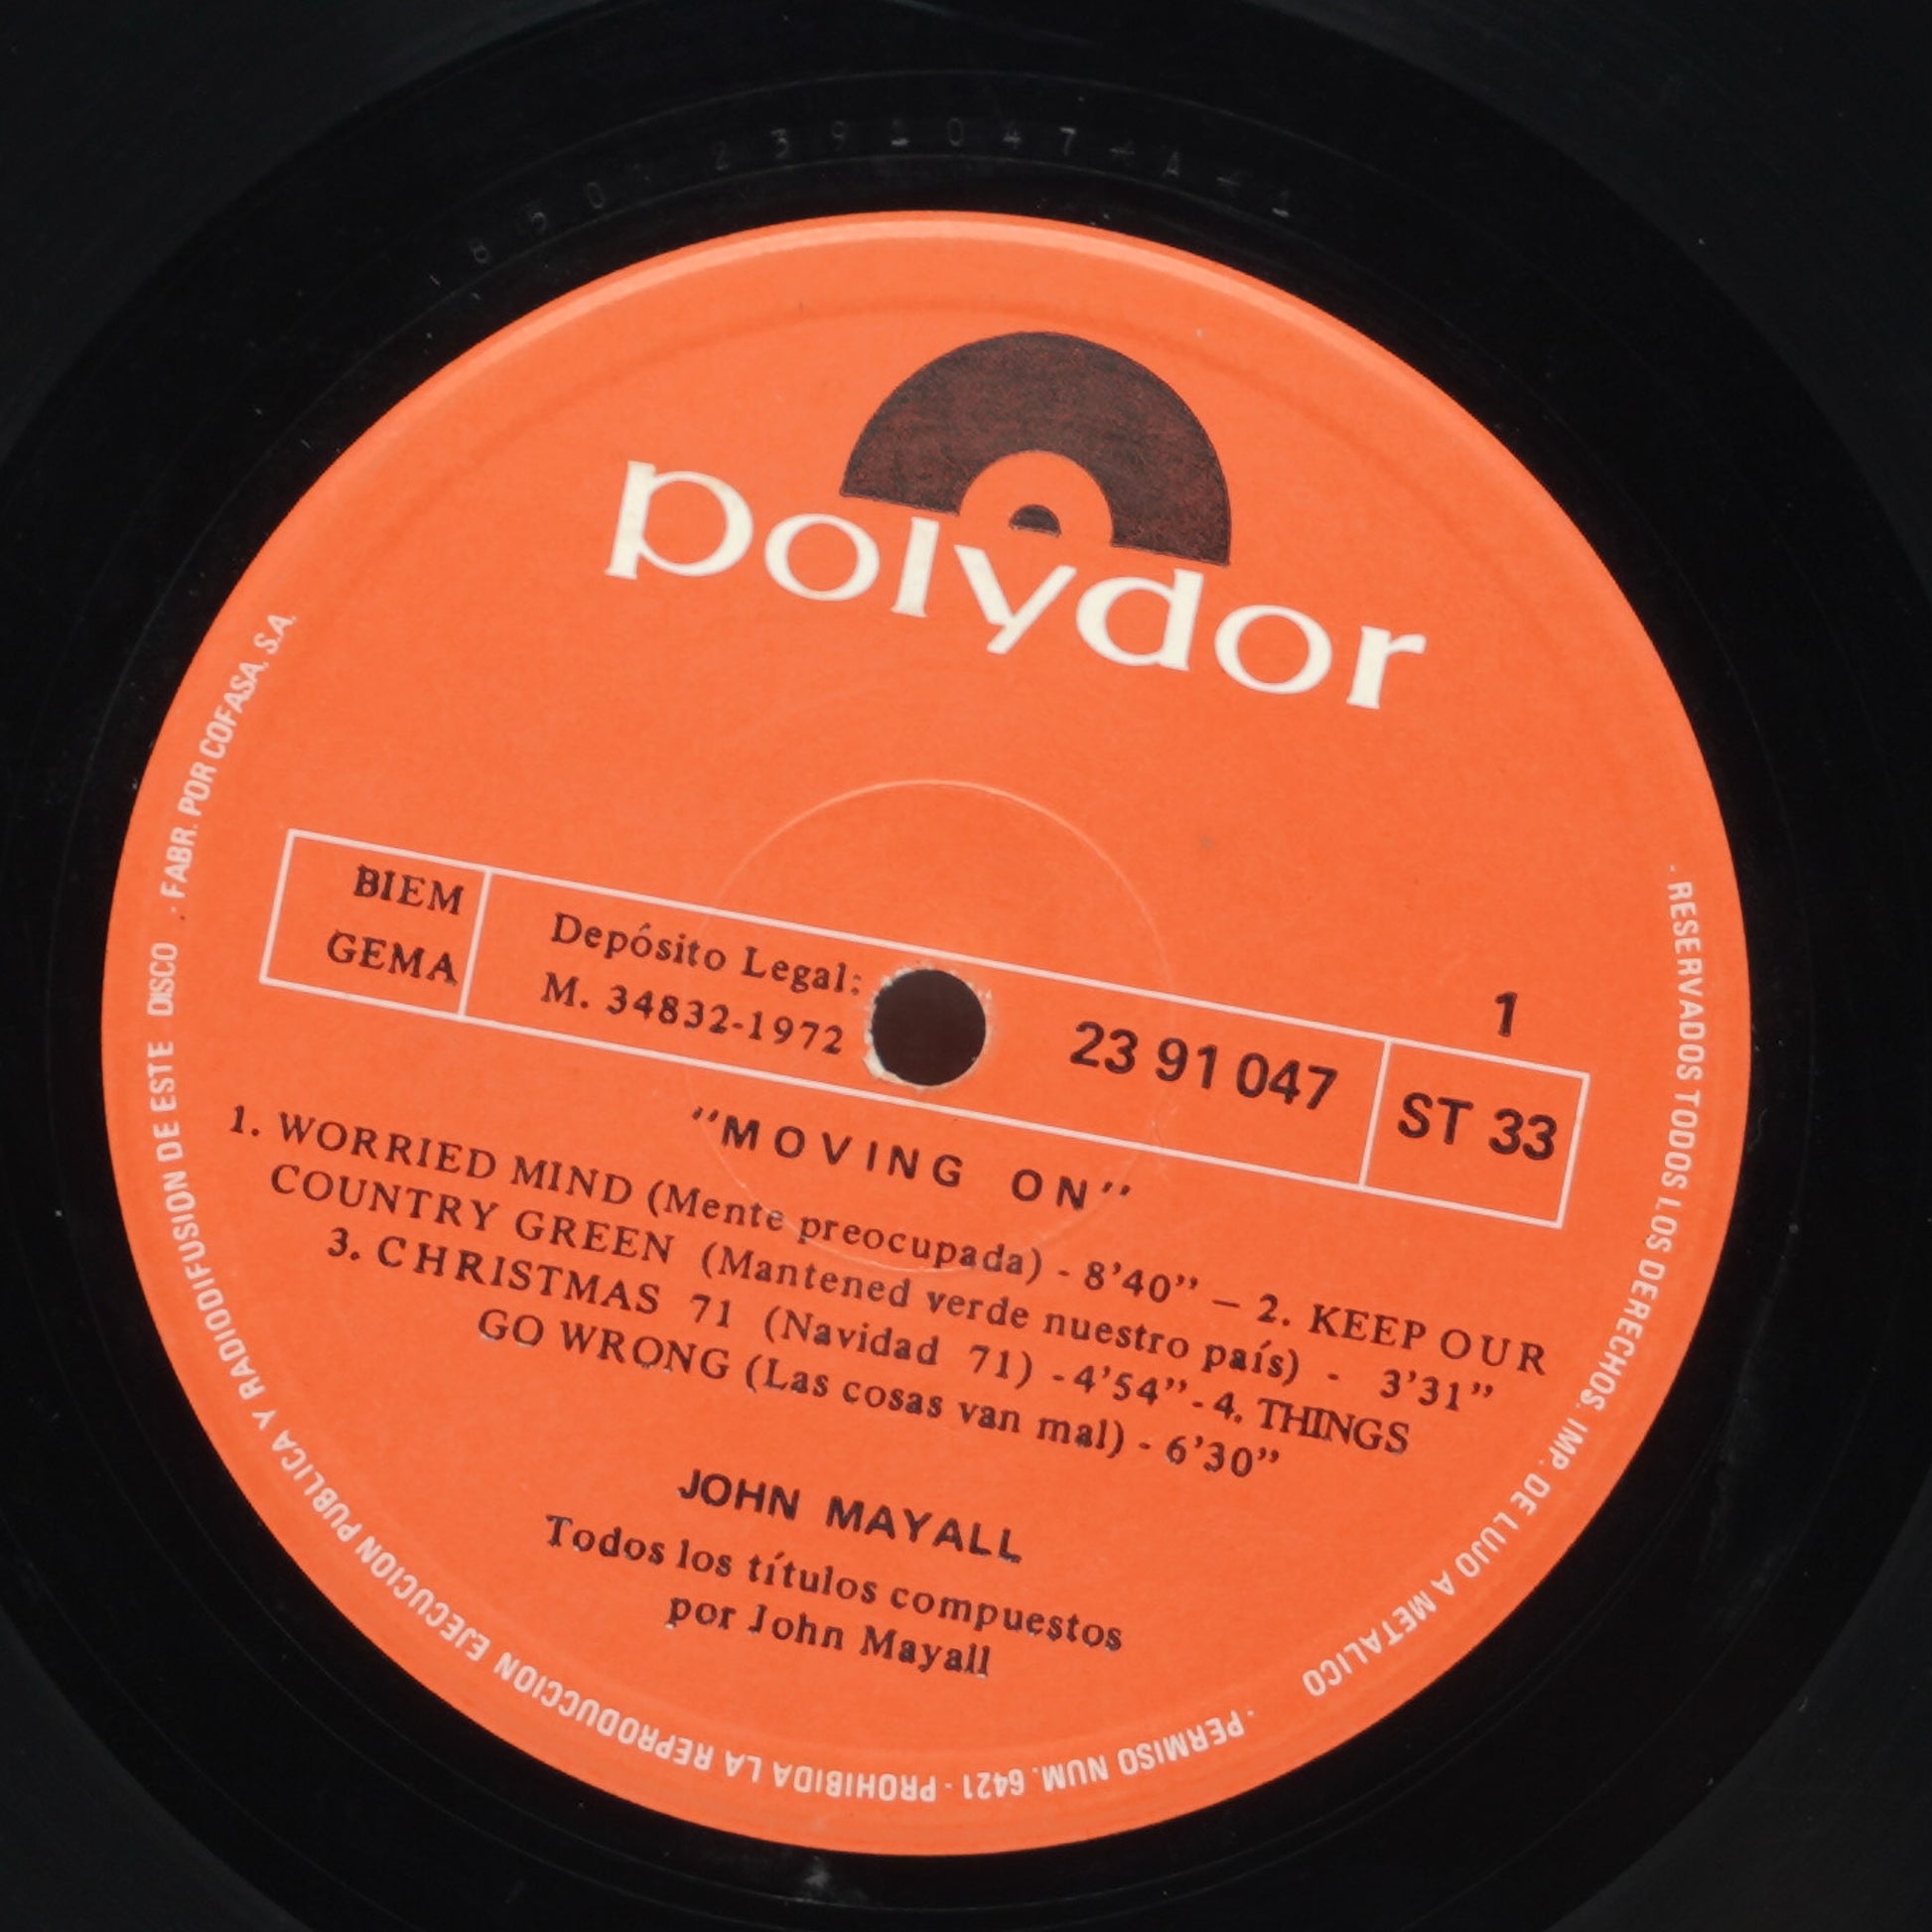 850 2391047 + A + 1
polydor
BIEM
GEMA
Depósito Legal:
M. 34832-1972
23 91 047
1
ST 33
"MOVING ON"
1. WORRIED MIND (Mente preocupada) - 8'40" — 2. KEEP OUR
COUNTRY GREEN (Mantened verde nuestro país) - 3'31"
3. CHRISTMAS 71 (Navidad 71) - 4'54" - 4. THINGS
GO WRONG (Las cosas van mal) - 6'30"
JOHN MAYALL
Todos los títulos compuestos
por John Mayall
· RESERVADOS TODOS LOS DERECHOS. IMP. DE LUJO A METALICO
· PERMISO NUM. 6421 - PROHIBIDA LA REPRODUCCION EJECUCION PUBLICA Y RADIODIFUSION DE ESTE DISCO · FABR. POR COFASA, S.A.